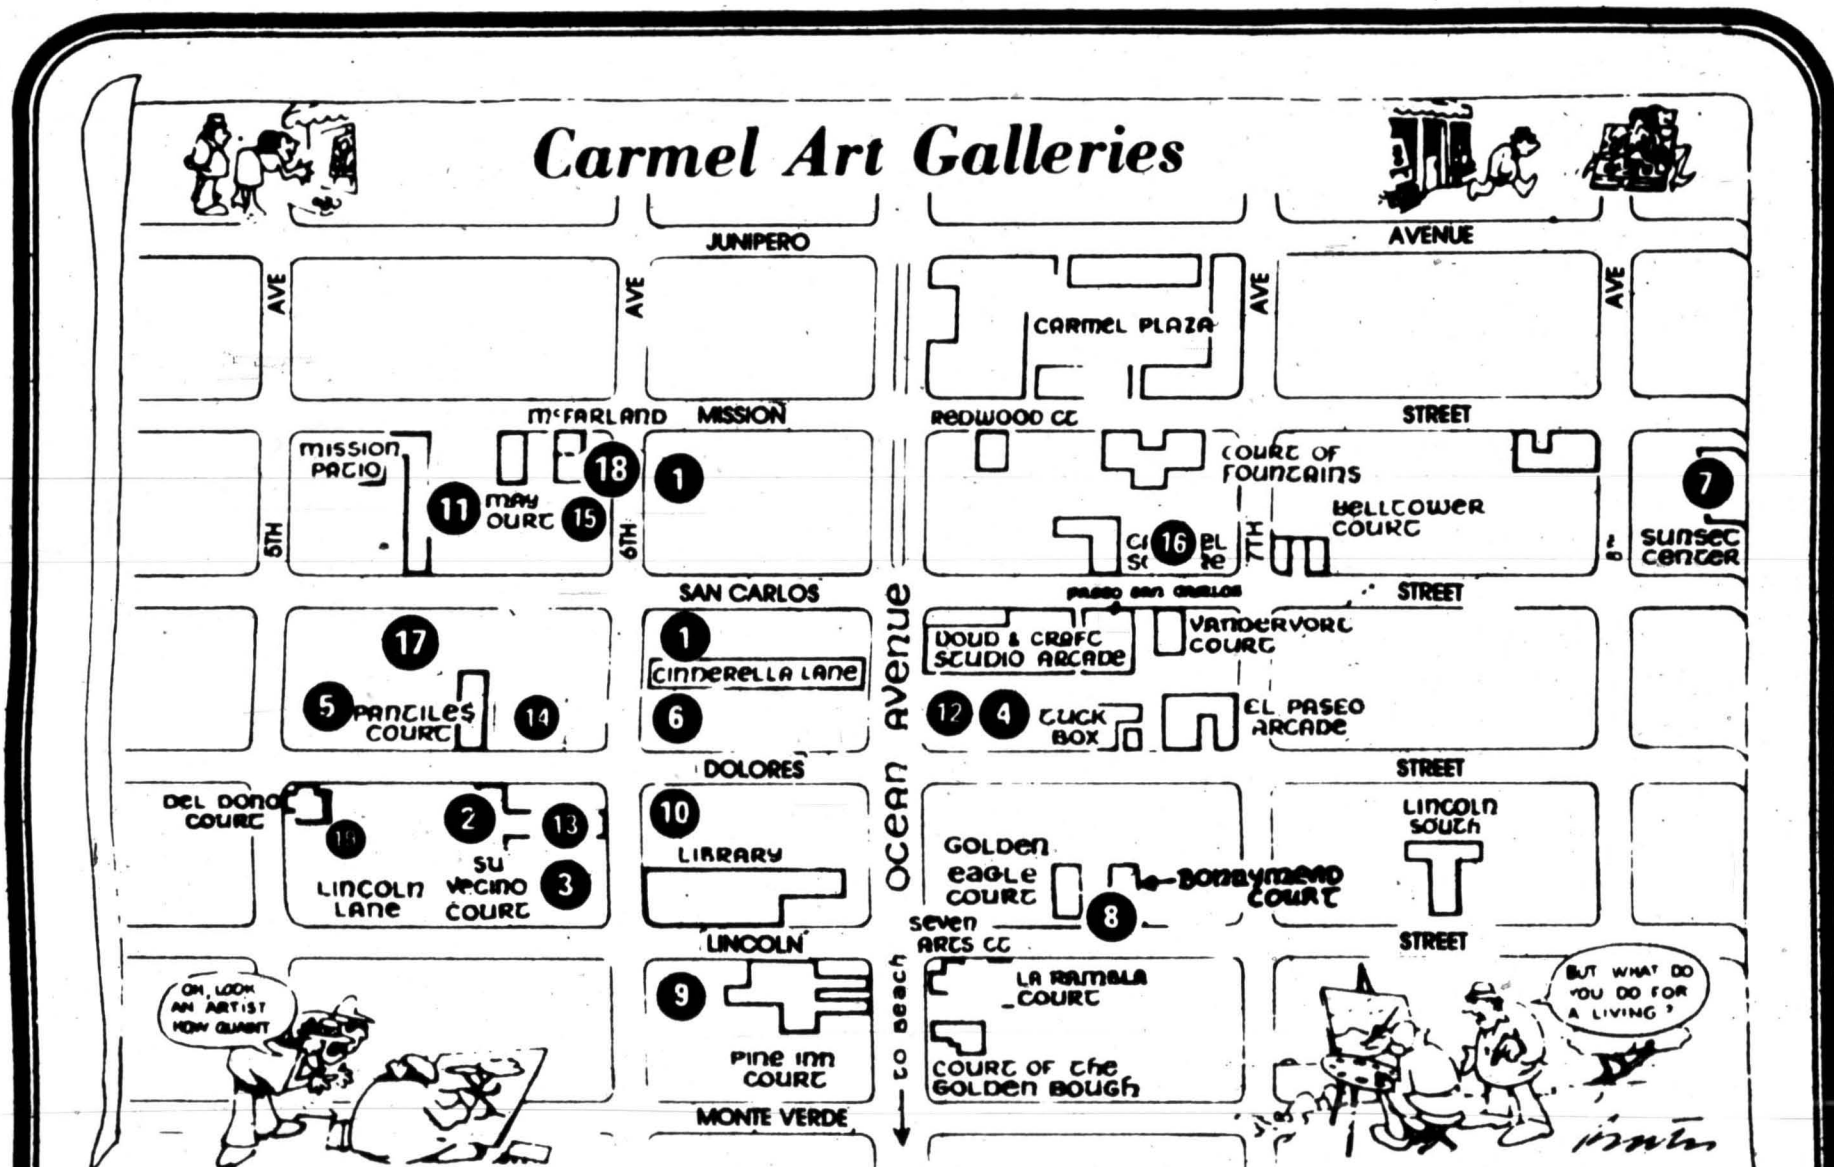 Carmel Art Galleries
JUNIPERO
AVENUE
AVE
AVE
AVE
AVE
CARMEL PLAZA
McFARLAND
MISSION
REDWOOD CT
STREET
MISSION
PATIO
18
1
COURT OF
FOUNTAINS
7
11
MAY
OURT
15
BELLTOWER
COURT
5TH
6TH
16
7TH
SUNSET
CENTER
SAN CARLOS
PASEO SAN CARLOS
STREET
17
1
DOUD & CRAFT
STUDIO ARCADE
VANDERVORT
COURT
CINDERELLA LANE
OCEAN AVENUE
5
PANTILES
COURT
14
6
12
4
TUCK
BOX
EL PASEO
ARCADE
DOLORES
STREET
DEL DONO
COURT
2
13
10
LINCOLN
SOUTH
LIBRARY
GOLDEN
EAGLE
COURT
SU
VECINO
COURT
3
LINCOLN
LANE
8
COURT
SEVEN
ARTS CT
LINCOLN
STREET
OH, LOOK
AN ARTIST
HOW QUAINT
9
LA RAMBLA
COURT
BUT WHAT DO
YOU DO FOR
A LIVING?
PINE INN
COURT
TO BEACH
COURT OF THE
GOLDEN BOUGH
MONTE VERDE